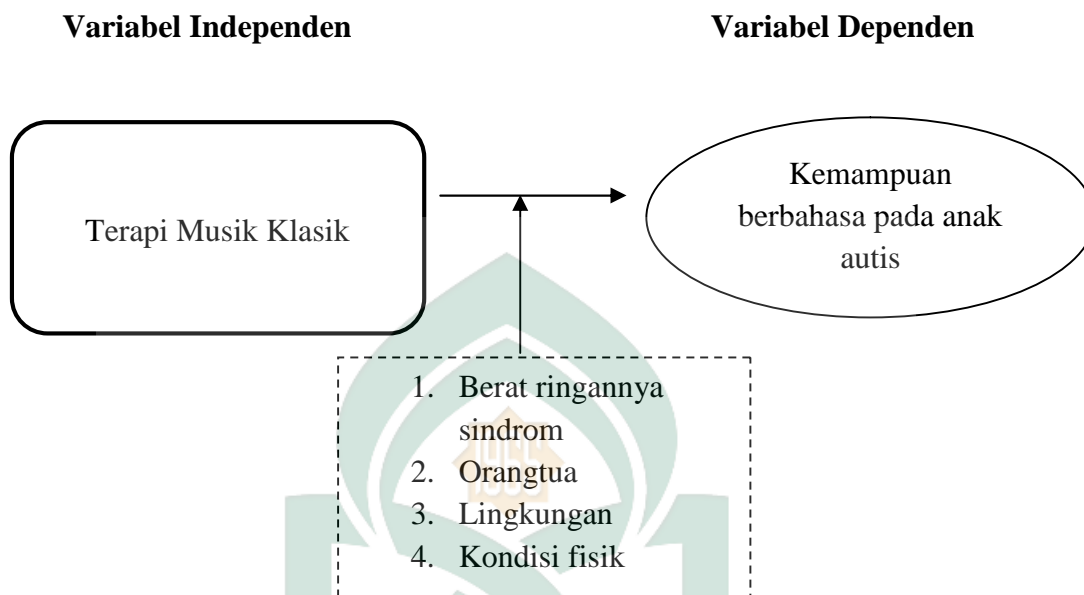 Variabel Independen
Variabel Dependen
Terapi Musik Klasik
Kemampuan
berbahasa pada anak
autis
1. Berat ringannya
sindrom
2. Orangtua
3. Lingkungan
4. Kondisi fisik
1965